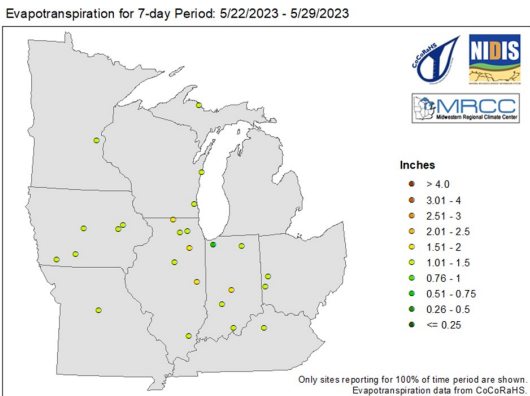 Evapotranspiration for 7-day Period: 5/22/2023 - 5/29/2023
CoCoRaHS
NIDIS
MRCC
Midwestern Regional Climate Center
Inches
> 4.0
3.01 - 4
2.51 - 3
2.01 - 2.5
1.51 - 2
1.01 - 1.5
0.76 - 1
0.51 - 0.75
0.26 - 0.5
<= 0.25
Only sites reporting for 100% of time period are shown.
Evapotranspiration data from CoCoRaHS.